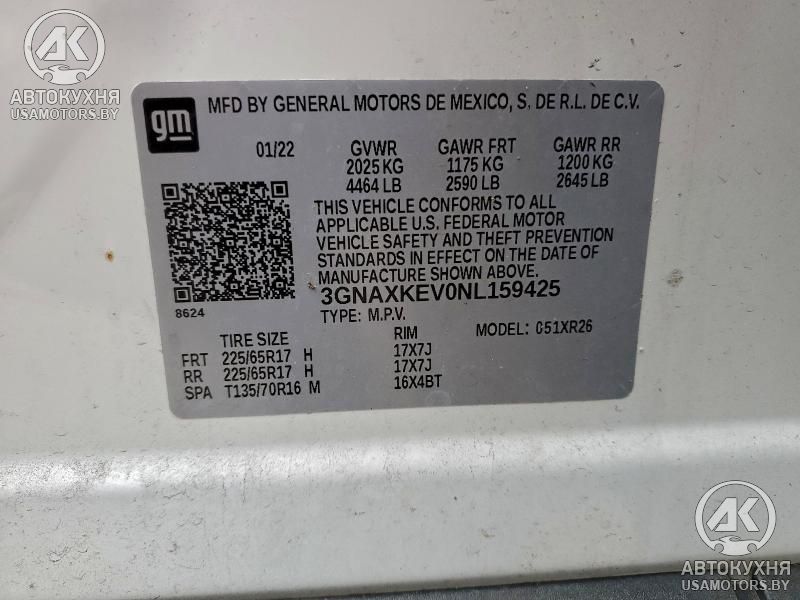 AK
АВТОКУХНЯ
USAMOTORS.BY
gm
MFD BY GENERAL MOTORS DE MEXICO, S. DE R.L. DE C.V.
01/22 GVWR GAWR FRT GAWR RR
2025 KG 1175 KG 1200 KG
4464 LB 2590 LB 2645 LB
THIS VEHICLE CONFORMS TO ALL
APPLICABLE U.S. FEDERAL MOTOR
VEHICLE SAFETY AND THEFT PREVENTION
STANDARDS IN EFFECT ON THE DATE OF
MANUFACTURE SHOWN ABOVE.
8624
3GNAXKEV0NL159425
TYPE: M.P.V. MODEL: 051XR26
TIRE SIZE RIM
FRT 225/65R17 H 17X7J
RR 225/65R17 H 17X7J
SPA T135/70R16 M 16X4BT
AK
АВТОКУХНЯ
USAMOTORS.BY